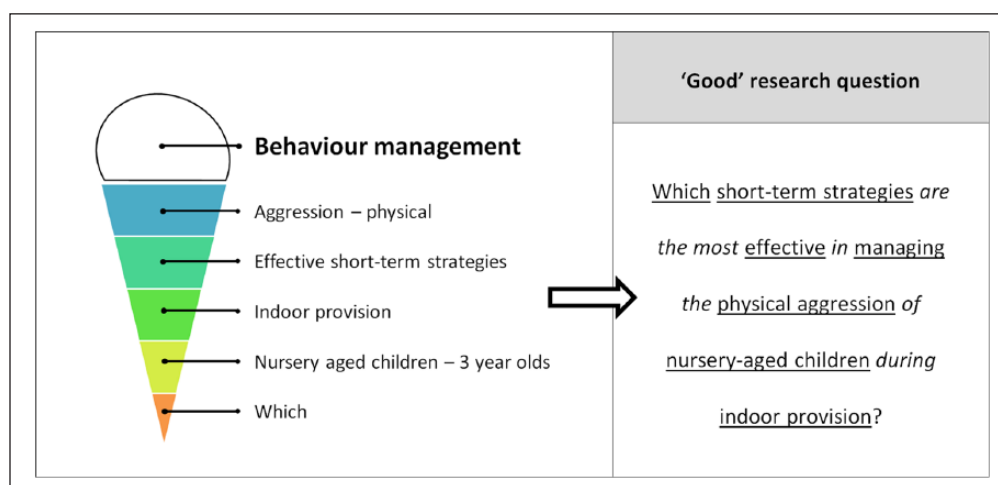 Behaviour management
Aggression – physical
Effective short-term strategies
Indoor provision
Nursery aged children – 3 year olds
Which
‘Good’ research question
Which short-term strategies are
the most effective in managing
the physical aggression of
nursery-aged children during
indoor provision?